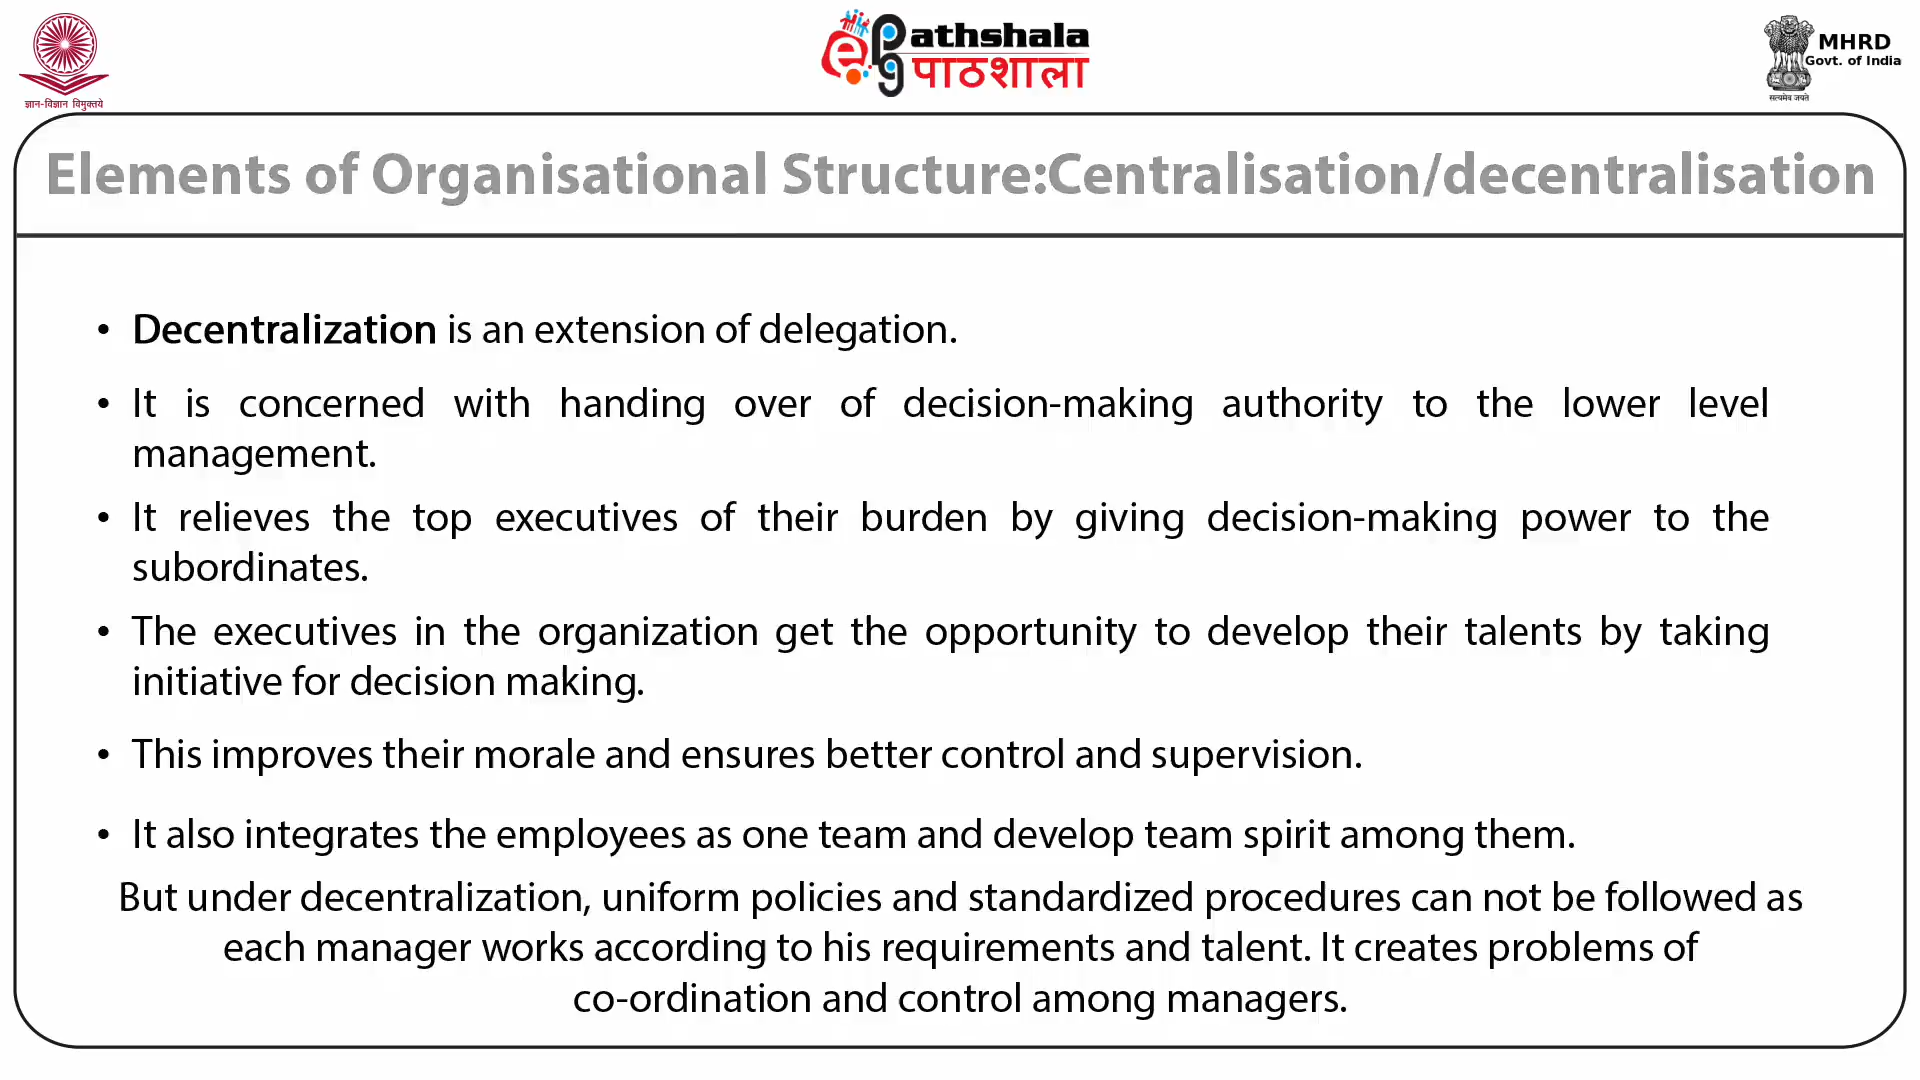 ज्ञान-विज्ञान विमुक्तये
ePathshala
पाठशाला
MHRD
Govt. of India
सत्यमेव जयते
Elements of Organisational Structure:Centralisation/decentralisation
• Decentralization is an extension of delegation.
• It is concerned with handing over of decision-making authority to the lower level
management.
• It relieves the top executives of their burden by giving decision-making power to the
subordinates.
• The executives in the organization get the opportunity to develop their talents by taking
initiative for decision making.
• This improves their morale and ensures better control and supervision.
• It also integrates the employees as one team and develop team spirit among them.
But under decentralization, uniform policies and standardized procedures can not be followed as
each manager works according to his requirements and talent. It creates problems of
co-ordination and control among managers.